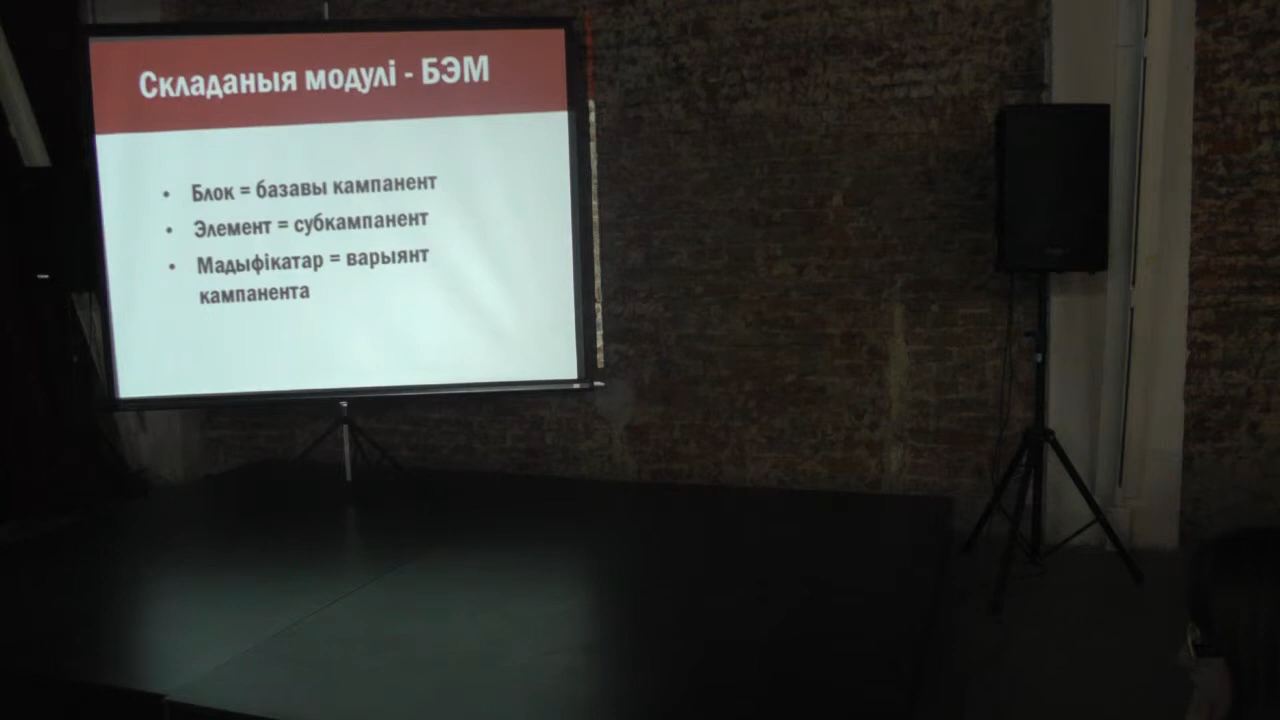 Складаныя модулі - БЭМ
• Блок = базавы кампанент
• Элемент = субкампанент
• Мадыфікатар = варыянт
кампанента